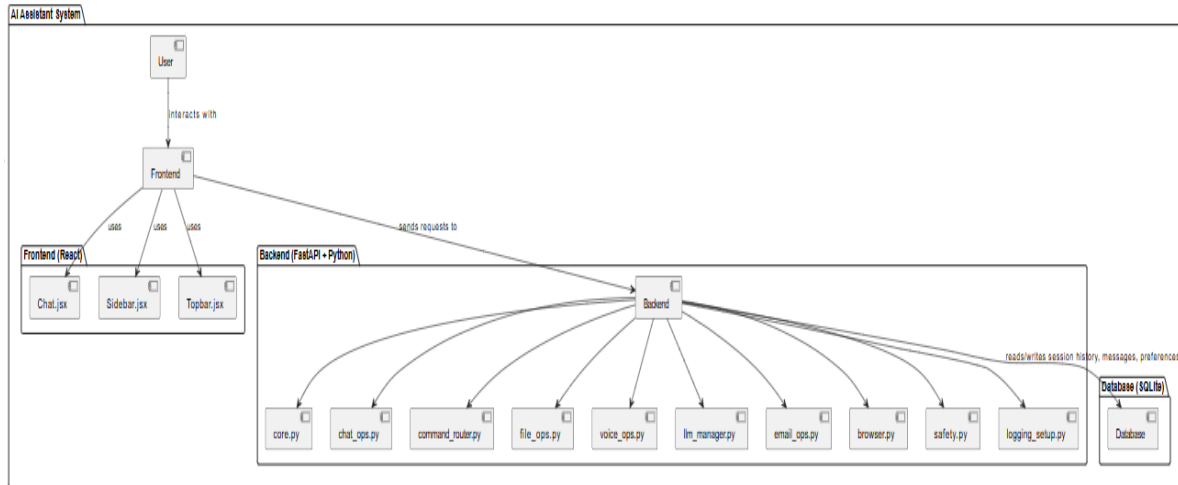 AI Assistant System
User
Interacts with
Frontend
uses
uses
uses
sends requests to
Frontend (React)
Chat.jsx
Sidebar.jsx
Topbar.jsx
Backend (FastAPI + Python)
Backend
reads/writes session history, messages, preferences
core.py
chat_ops.py
command_router.py
file_ops.py
voice_ops.py
llm_manager.py
email_ops.py
browser.py
safety.py
logging_setup.py
Database (SQLite)
Database